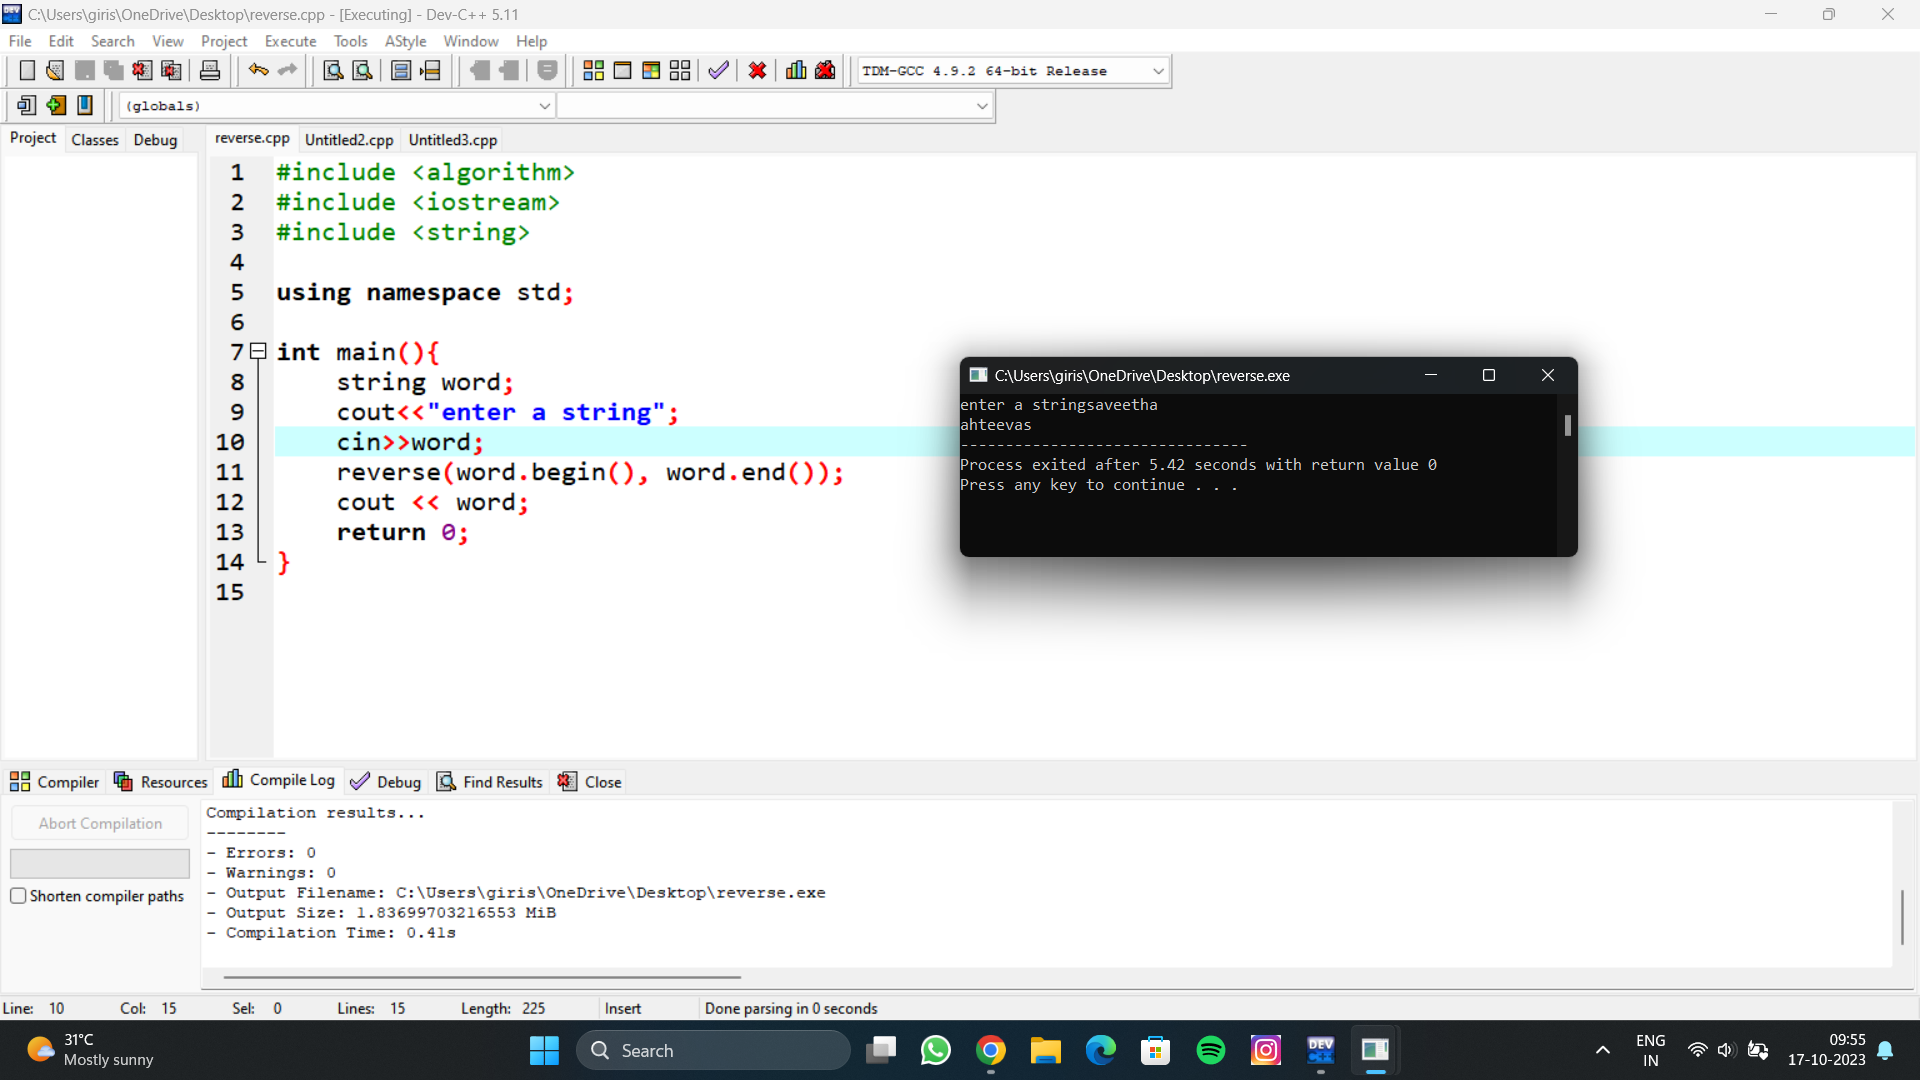 C:\Users\giris\OneDrive\Desktop\reverse.cpp - [Executing] - Dev-C++ 5.11
File Edit Search View Project Execute Tools AStyle Window Help
TDM-GCC 4.9.2 64-bit Release
(globals)
Project Classes Debug
reverse.cpp Untitled2.cpp Untitled3.cpp
1 #include <algorithm>
2 #include <iostream>
3 #include <string>
4
5 using namespace std;
6
7 int main(){
8 string word;
9 cout<<"enter a string";
10 cin>>word;
11 reverse(word.begin(), word.end());
12 cout << word;
13 return 0;
14 }
15
C:\Users\giris\OneDrive\Desktop\reverse.exe
enter a stringsaveetha
ahteevas
--------------------------------
Process exited after 5.42 seconds with return value 0
Press any key to continue . . .
Compiler Resources Compile Log Debug Find Results Close
Abort Compilation
Shorten compiler paths
Compilation results...
--------
- Errors: 0
- Warnings: 0
- Output Filename: C:\Users\giris\OneDrive\Desktop\reverse.exe
- Output Size: 1.83699703216553 MiB
- Compilation Time: 0.41s
Line: 10 Col: 15 Sel: 0 Lines: 15 Length: 225 Insert Done parsing in 0 seconds
31°C
Mostly sunny
Search
DEV
ENG
IN
09:55
17-10-2023